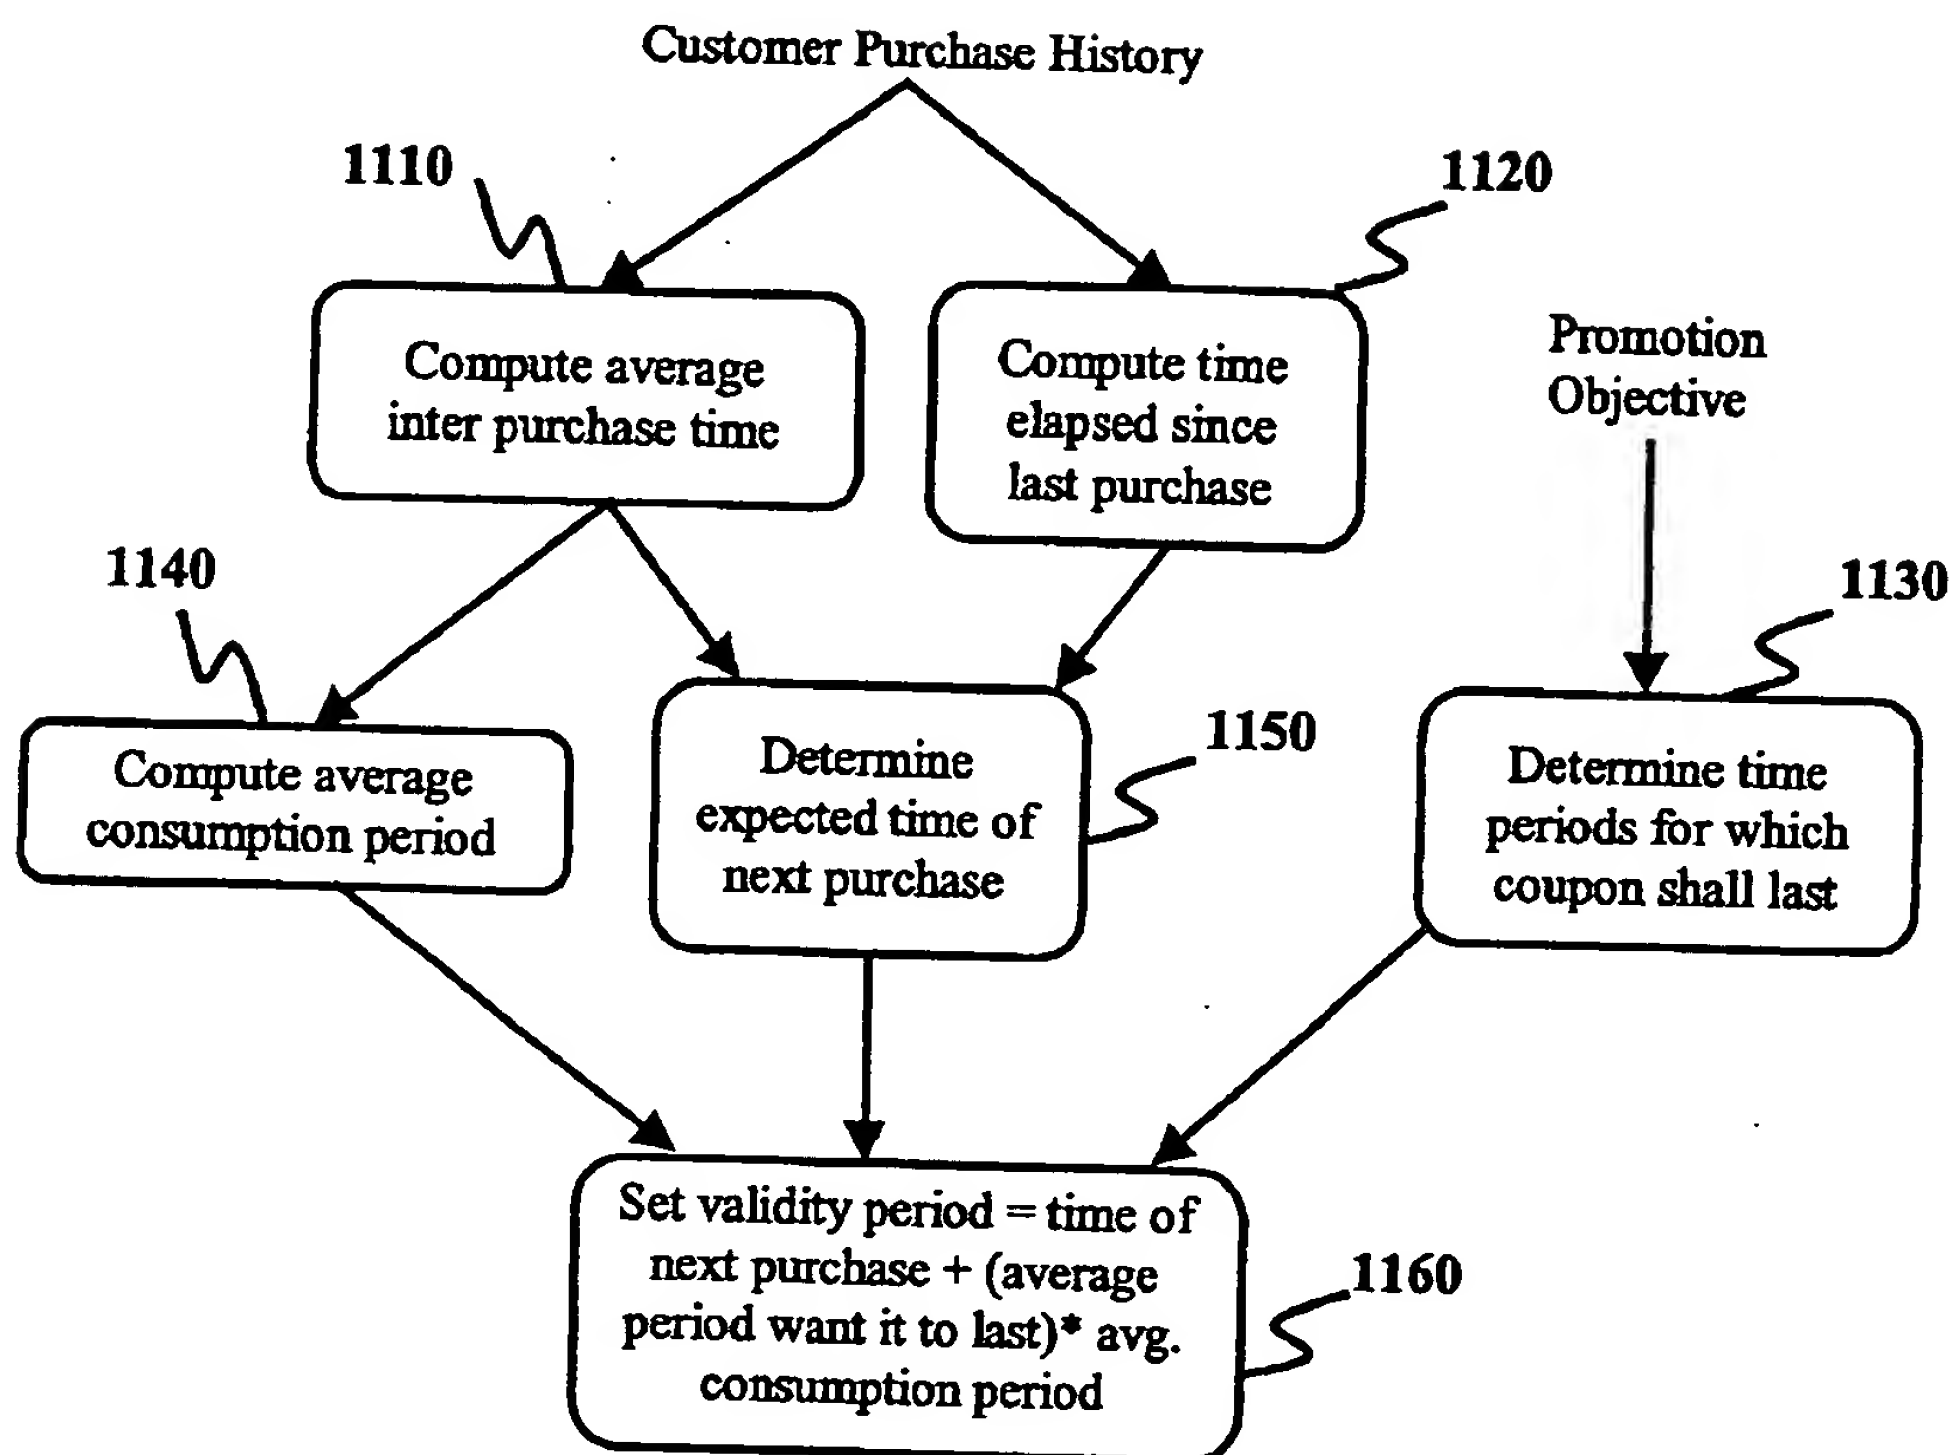 Customer Purchase History
1110
1120
Compute average
inter purchase time
Compute time
elapsed since
last purchase
Promotion
Objective
1140
1130
Compute average
consumption period
Determine
expected time of
next purchase
1150
Determine time
periods for which
coupon shall last
Set validity period = time of
next purchase + (average
period want it to last)* avg.
consumption period
1160